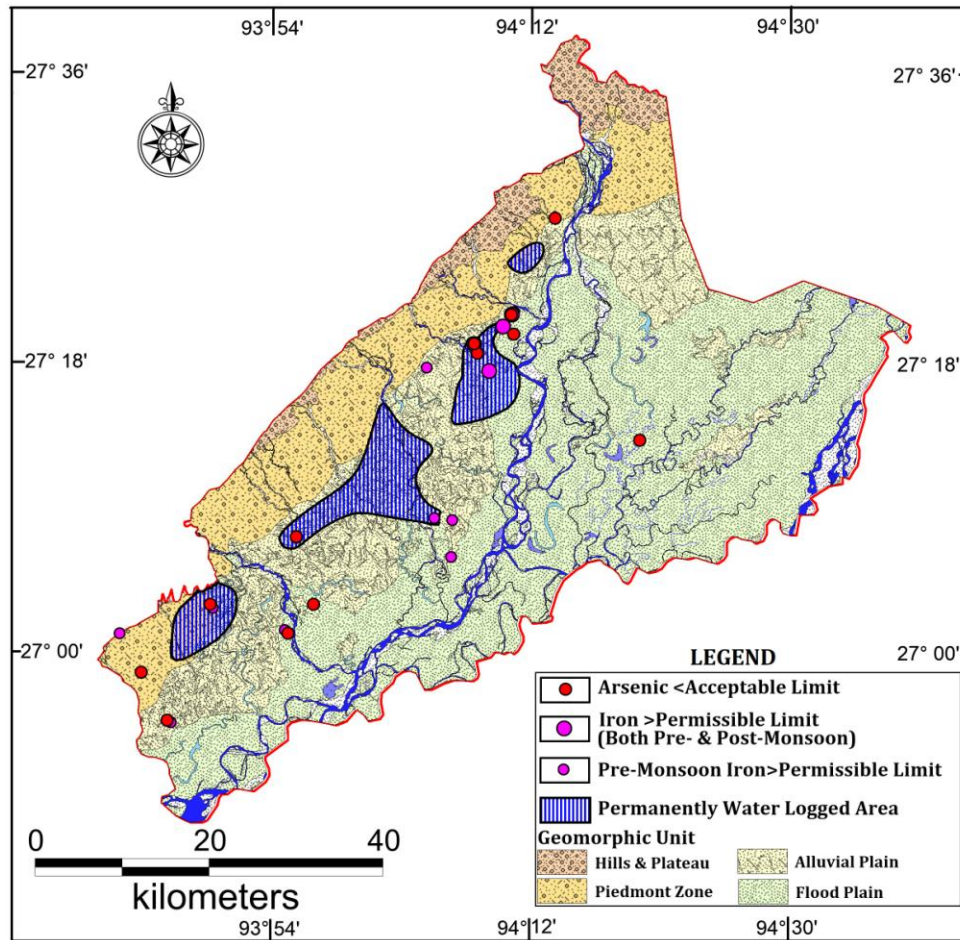 93° 54' 94° 12' 94° 30'
27° 36' 27° 36'
27° 18' 27° 18'
27° 00' 27° 00'
LEGEND
Arsenic <Acceptable Limit
Iron >Permissible Limit
(Both Pre- & Post-Monsoon)
Pre-Monsoon Iron>Permissible Limit
Permanently Water Logged Area
Geomorphic Unit
Hills & Plateau Alluvial Plain
Piedmont Zone Flood Plain
0 20 40
kilometers
93° 54' 94° 12' 94° 30'